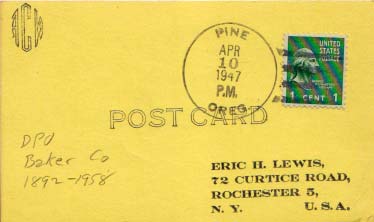 PINE
APR
10
1947
P.M.
OREG.
UNITED
STATES
POSTAGE
1 CENT 1
POST CARD
DPO
Baker Co
1892-1958
ERIC H. LEWIS,
72 CURTICE ROAD,
ROCHESTER 5,
N. Y. U. S. A.